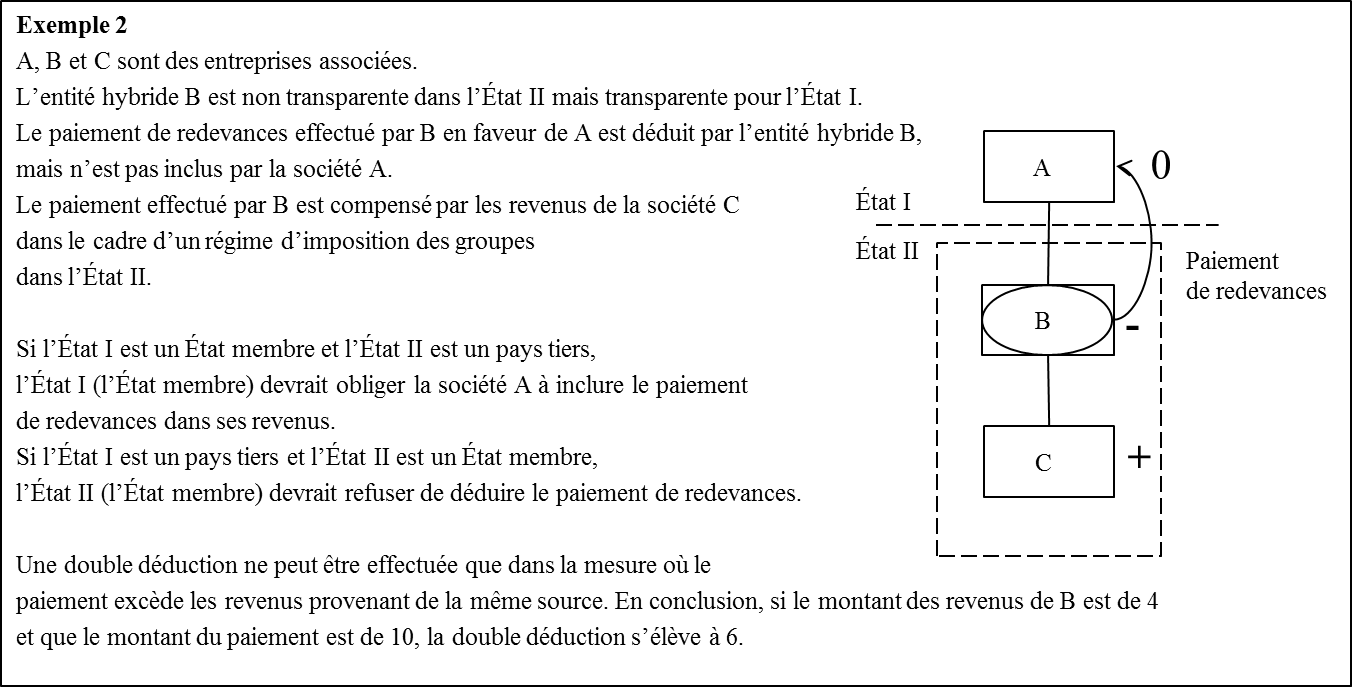 Exemple 2
A, B et C sont des entreprises associées.
L’entité hybride B est non transparente dans l’État II mais transparente pour l’État I.
Le paiement de redevances effectué par B en faveur de A est déduit par l’entité hybride B,
mais n’est pas inclus par la société A.
Le paiement effectué par B est compensé par les revenus de la société C
dans le cadre d’un régime d’imposition des groupes
dans l’État II.
Si l’État I est un État membre et l’État II est un pays tiers,
l’État I (l’État membre) devrait obliger la société A à inclure le paiement
de redevances dans ses revenus.
Si l’État I est un pays tiers et l’État II est un État membre,
l’État II (l’État membre) devrait refuser de déduire le paiement de redevances.
Une double déduction ne peut être effectuée que dans la mesure où le
paiement excède les revenus provenant de la même source. En conclusion, si le montant des revenus de B est de 4
et que le montant du paiement est de 10, la double déduction s’élève à 6.
A
0
État I
État II
Paiement
de redevances
B
-
C
+